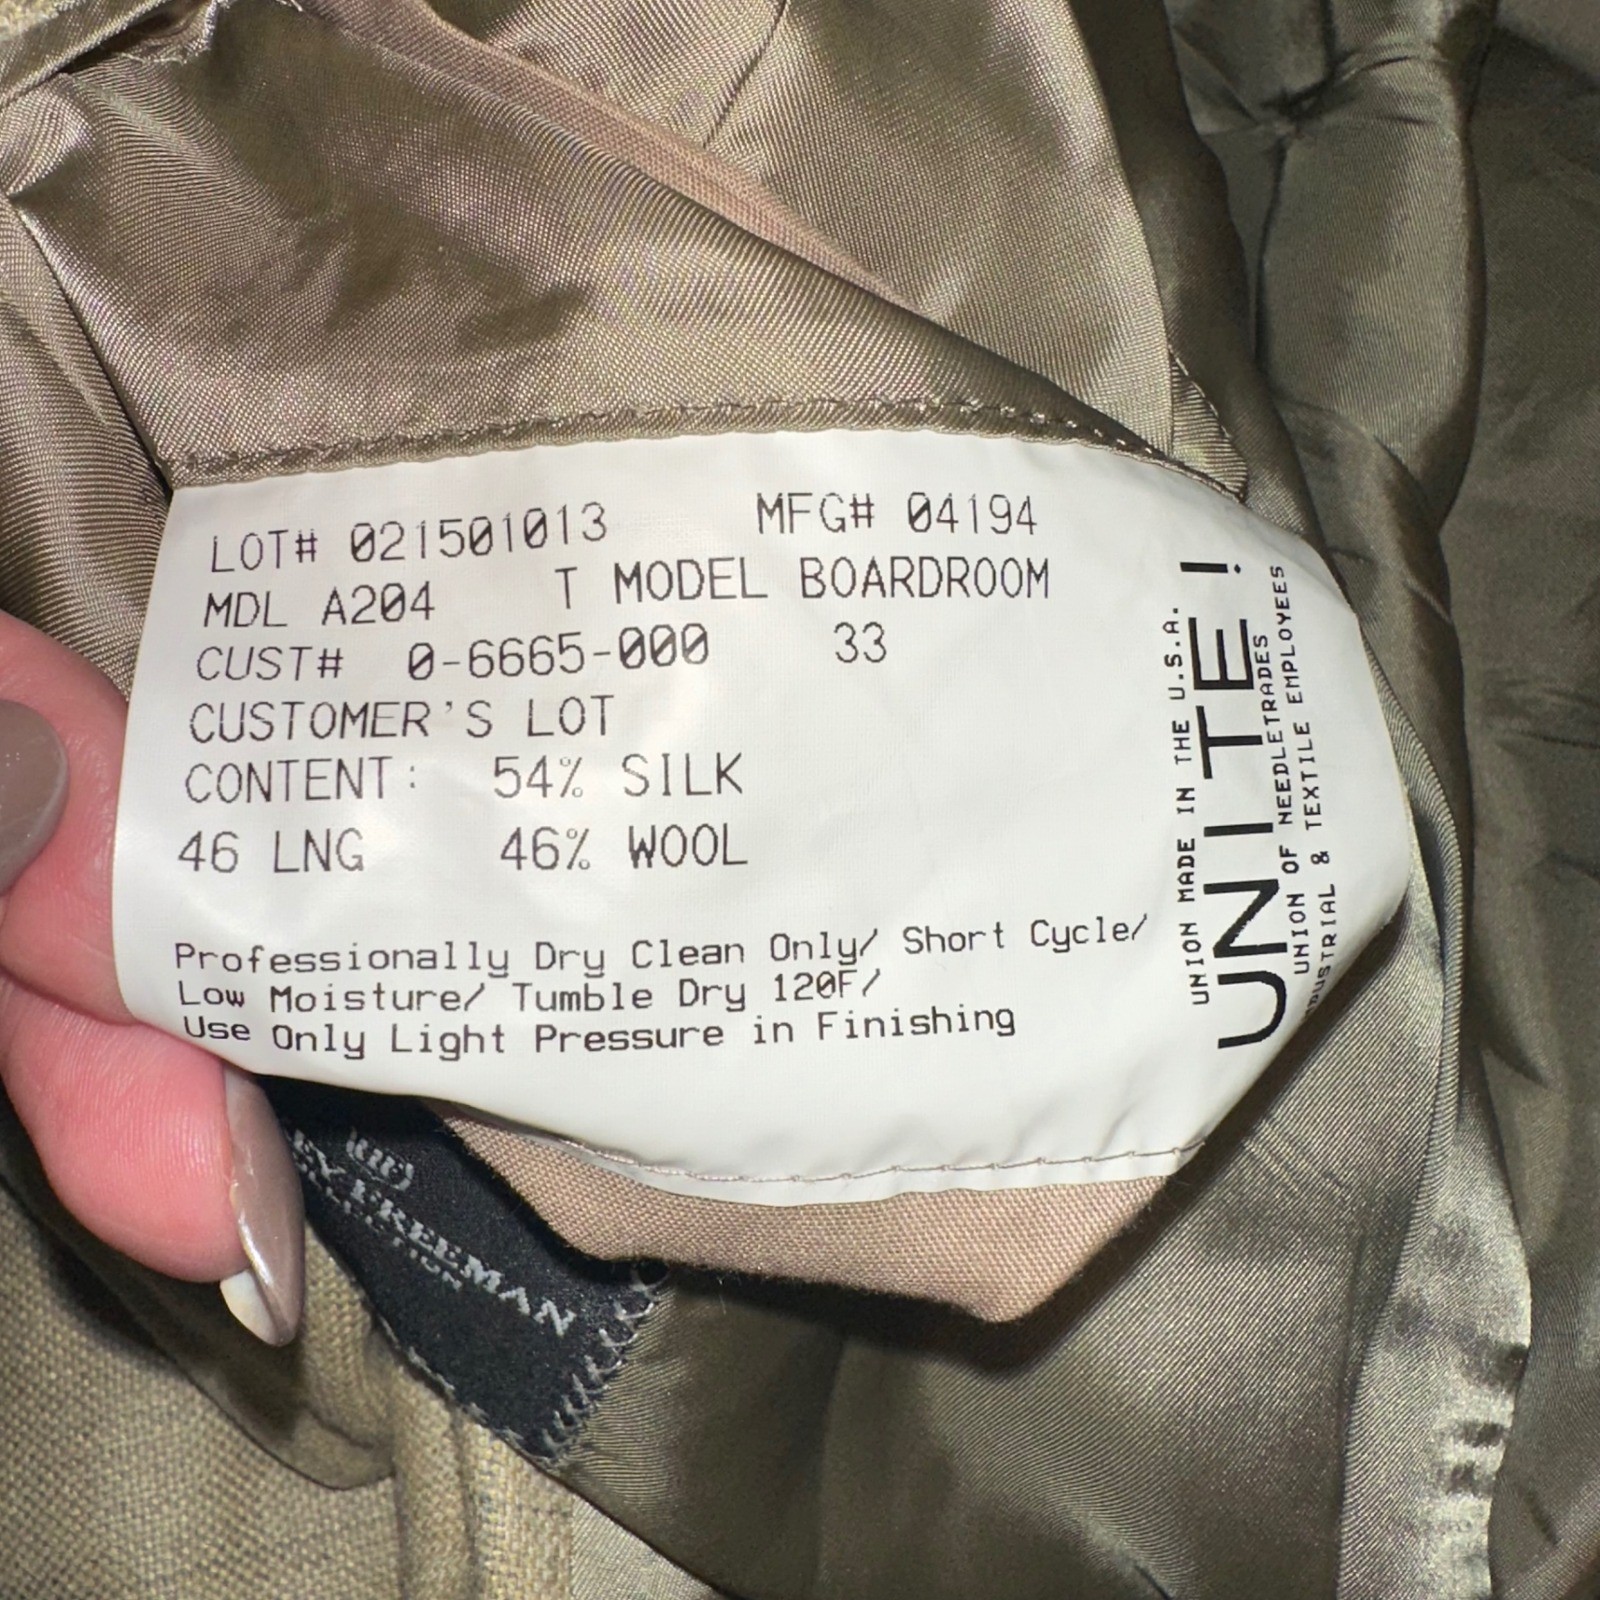 LOT# 021501013 MFG# 04194
MDL A204 T MODEL BOARDROOM
CUST# 0-6665-000 33
CUSTOMER'S LOT
CONTENT: 54% SILK
46 LNG 46% WOOL
Professionally Dry Clean Only/ Short Cycle/
Low Moisture/ Tumble Dry 120F/
Use Only Light Pressure in Finishing
UNION MADE IN THE U.S.A.
UNITE!
UNION OF NEEDLETRADES
& TEXTILE EMPLOYEES
FREEMAN